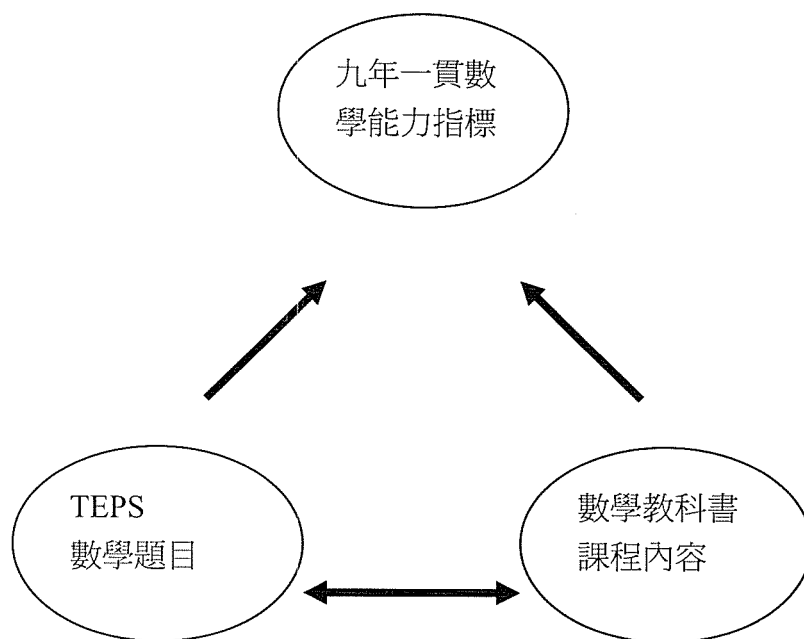 九年一貫數
學能力指標
TEPS
數學題目
數學教科書
課程內容